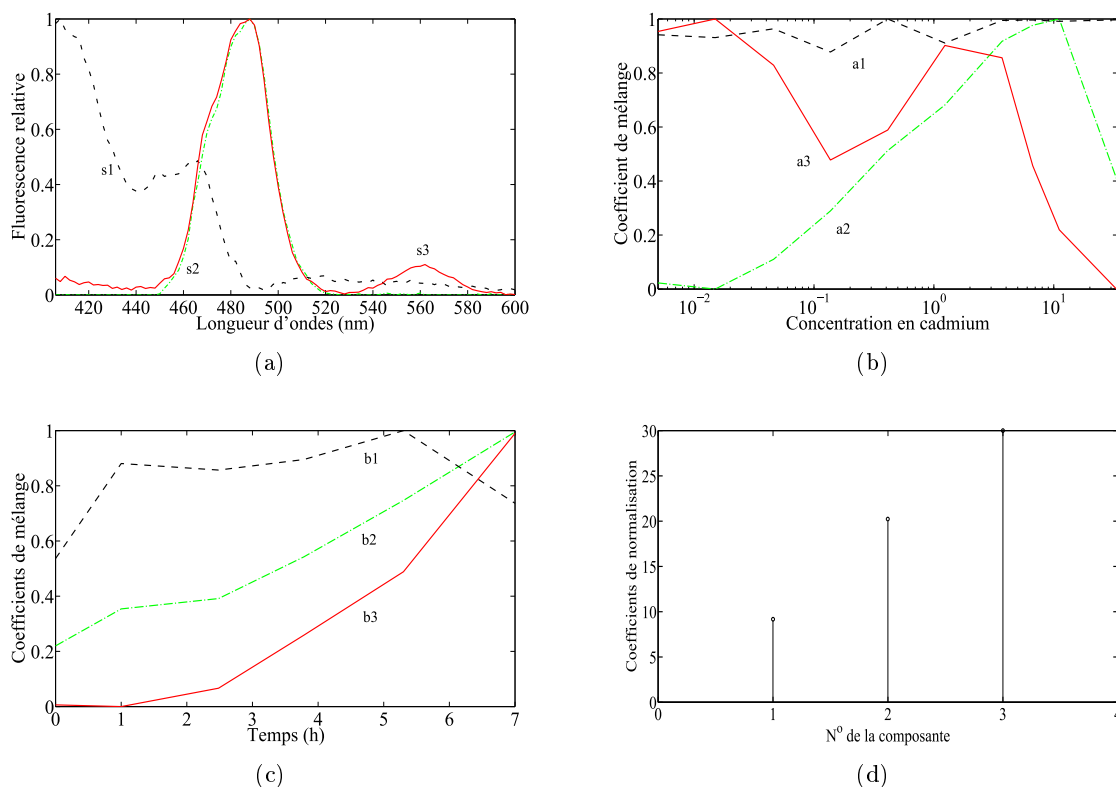 Fluorescence relative
1
0.8
0.6
0.4
0.2
0
s1
s2
s3
420 440 460 480 500 520 540 560 580 600
Longueur d'ondes (nm)
(a)
Coefficient de mélange
1
0.8
0.6
0.4
0.2
0
a1
a3
a2
10⁻² 10⁻¹ 10⁰ 10¹
Concentration en cadmium
(b)
Coefficients de mélange
1
0.8
0.6
0.4
0.2
0
b1
b2
b3
0 1 2 3 4 5 6 7
Temps (h)
(c)
Coefficients de normalisation
30
25
20
15
10
5
0
0 1 2 3 4
Nº de la composante
(d)